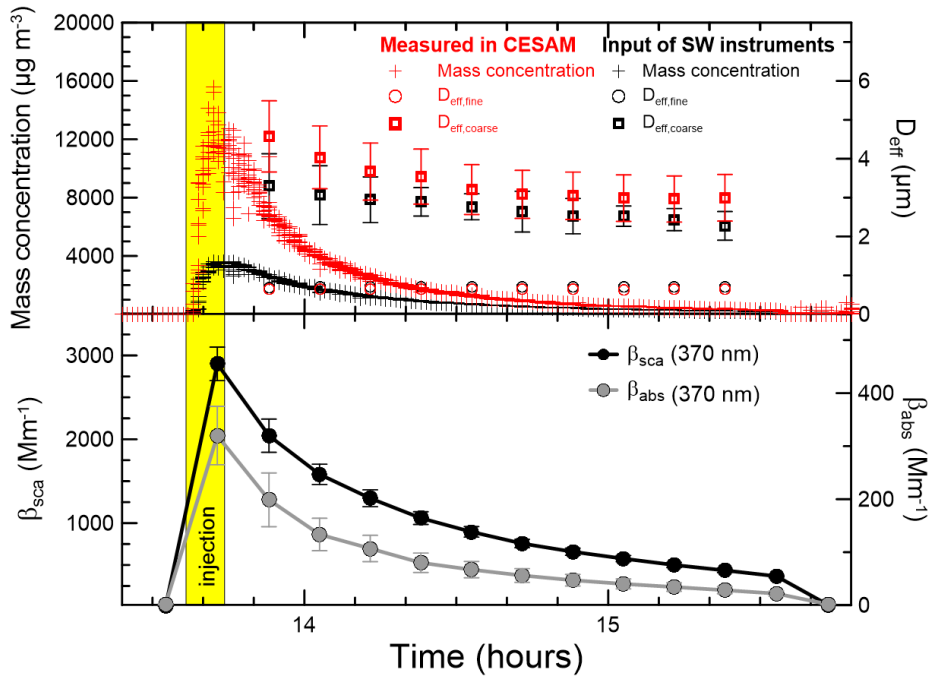 20000
16000
12000
8000
4000
0
Mass concentration (µg m-3)
Measured in CESAM
Mass concentration
Deff,fine
Deff,coarse
Input of SW instruments
Mass concentration
Deff,fine
Deff,coarse
6
4
2
0
Deff (µm)
3000
2000
1000
βsca (Mm-1)
injection
βsca (370 nm)
βabs (370 nm)
400
200
0
βabs (Mm-1)
14
15
Time (hours)